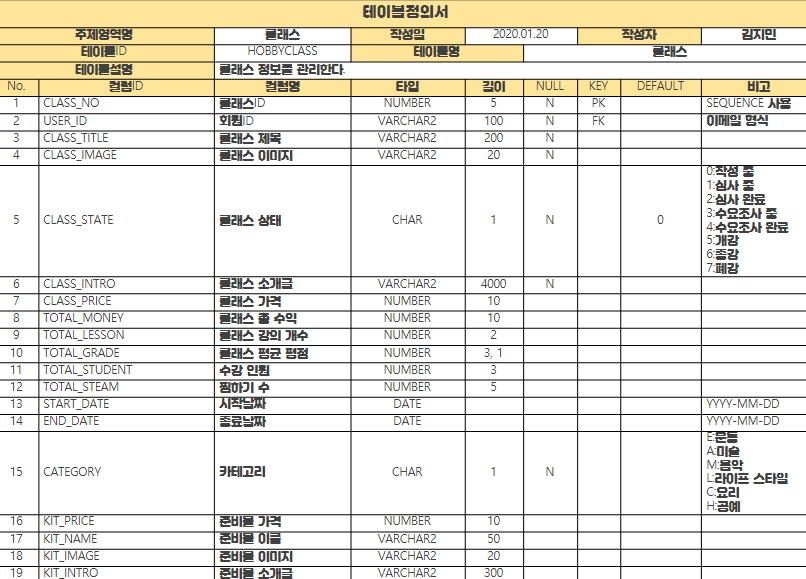 테이블정의서
주제영역명 클래스 작성일 2020.01.20 작성자 김지민
테이블ID HOBBYCLASS 테이블명 클래스
테이블설명 클래스 정보를 관리한다.
No. 컬럼ID 컬럼명 타입 길이 NULL KEY DEFAULT 비고
1 CLASS_NO 클래스ID NUMBER 5 N PK SEQUENCE 사용
2 USER_ID 회원ID VARCHAR2 100 N FK 이메일 형식
3 CLASS_TITLE 클래스 제목 VARCHAR2 200 N
4 CLASS_IMAGE 클래스 이미지 VARCHAR2 20 N
5 CLASS_STATE 클래스 상태 CHAR 1 N 0
0:작성 중
1:심사 중
2:심사 완료
3:수요조사 중
4:수요조사 완료
5:개강
6:종강
7:폐강
6 CLASS_INTRO 클래스 소개글 VARCHAR2 4000 N
7 CLASS_PRICE 클래스 가격 NUMBER 10
8 TOTAL_MONEY 클래스 총 수익 NUMBER 10
9 TOTAL_LESSON 클래스 강의 개수 NUMBER 2
10 TOTAL_GRADE 클래스 평균 평점 NUMBER 3, 1
11 TOTAL_STUDENT 수강 인원 NUMBER 3
12 TOTAL_STEAM 찜하기 수 NUMBER 5
13 START_DATE 시작날짜 DATE YYYY-MM-DD
14 END_DATE 종료날짜 DATE YYYY-MM-DD
15 CATEGORY 카테고리 CHAR 1 N
E:운동
A:미술
M:음악
L:라이프 스타일
C:요리
H:공예
16 KIT_PRICE 준비물 가격 NUMBER 10
17 KIT_NAME 준비물 이름 VARCHAR2 50
18 KIT_IMAGE 준비물 이미지 VARCHAR2 20
19 KIT_INTRO 준비물 소개글 VARCHAR2 300